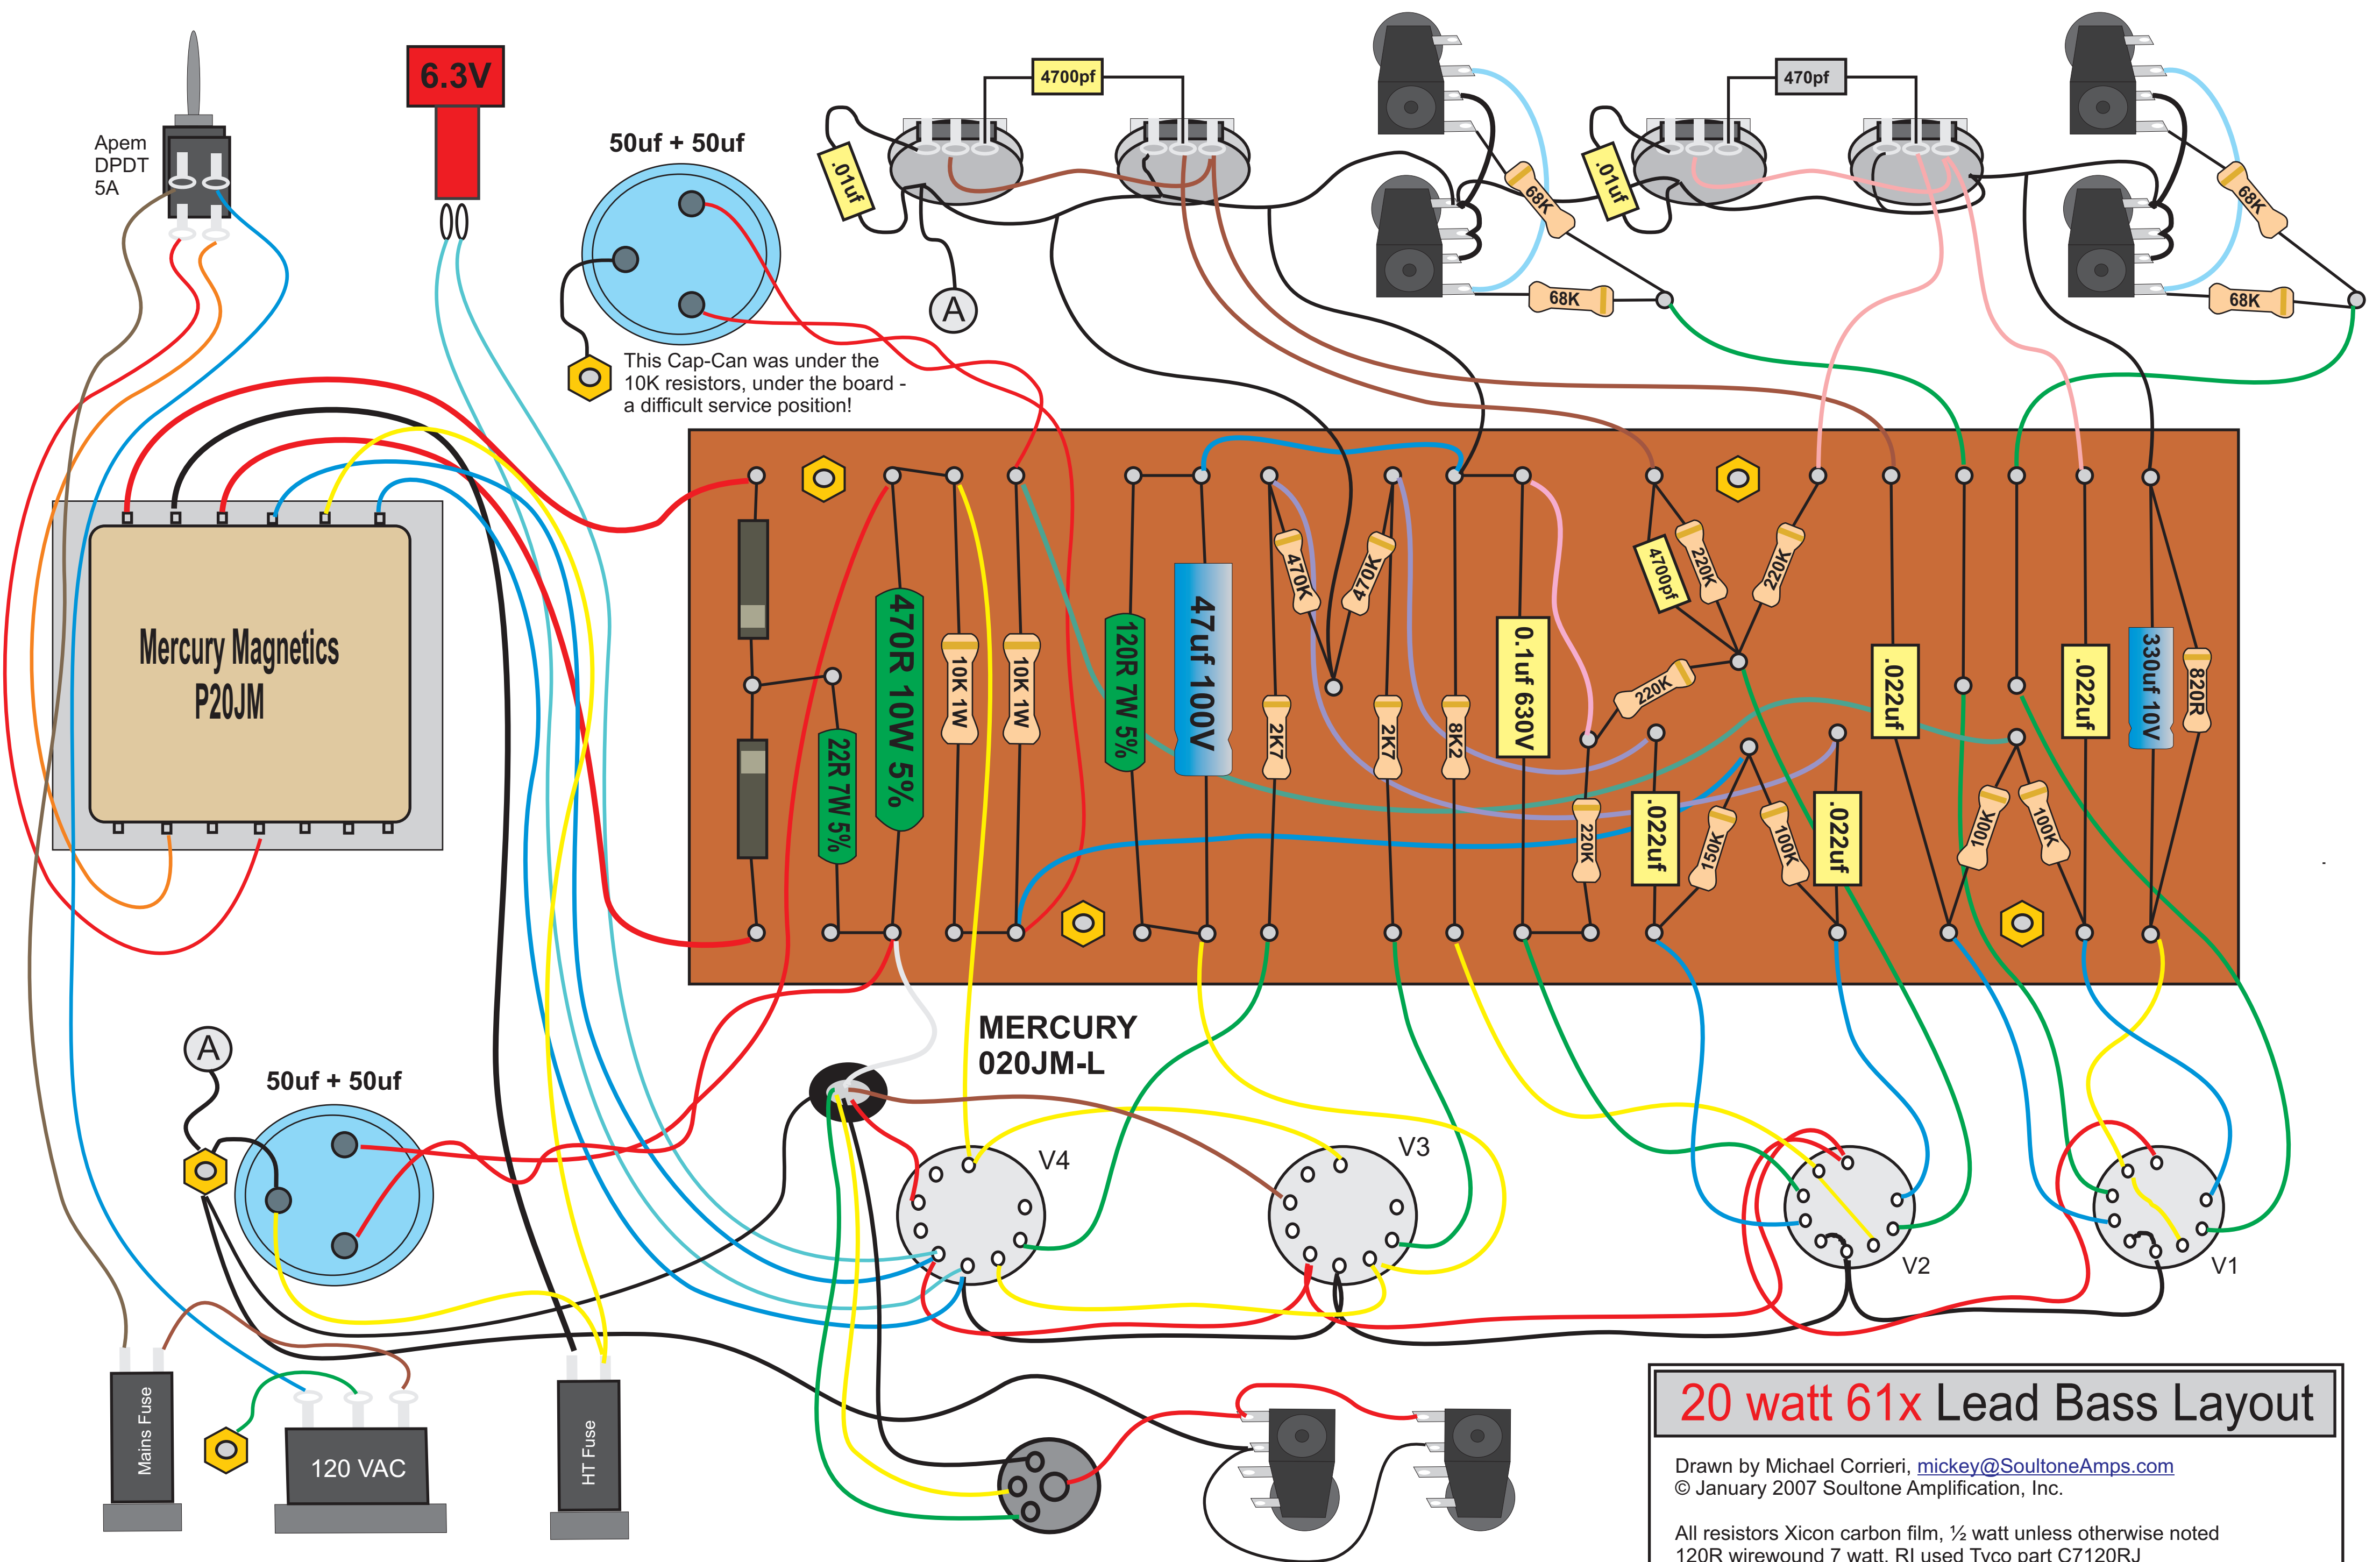 Apem
DPDT
5A
6.3V
50uf + 50uf
This Cap-Can was under the
10K resistors, under the board -
a difficult service position!
.01uf
4700pf
A
68K
68K
.01uf
470pf
68K
68K
Mercury Magnetics
P20JM
22R 7W 5%
470R 10W 5%
10K 1W
10K 1W
120R 7W 5%
47uf 100V
470K
470K
2K7
2K7
8K2
0.1uf 630V
4700pf
220K
220K
220K
220K
.022uf
150K
100K
.022uf
.022uf
100K
100K
.022uf
330uf 10V
820R
A
50uf + 50uf
MERCURY
020JM-L
V4
V3
V2
V1
Mains Fuse
120 VAC
HT Fuse
20 watt 61x Lead Bass Layout
Drawn by Michael Corrieri, mickey@SoultoneAmps.com
© January 2007 Soultone Amplification, Inc.
All resistors Xicon carbon film, ½ watt unless otherwise noted
120R wirewound 7 watt, RI used Tyco part C7120RJ